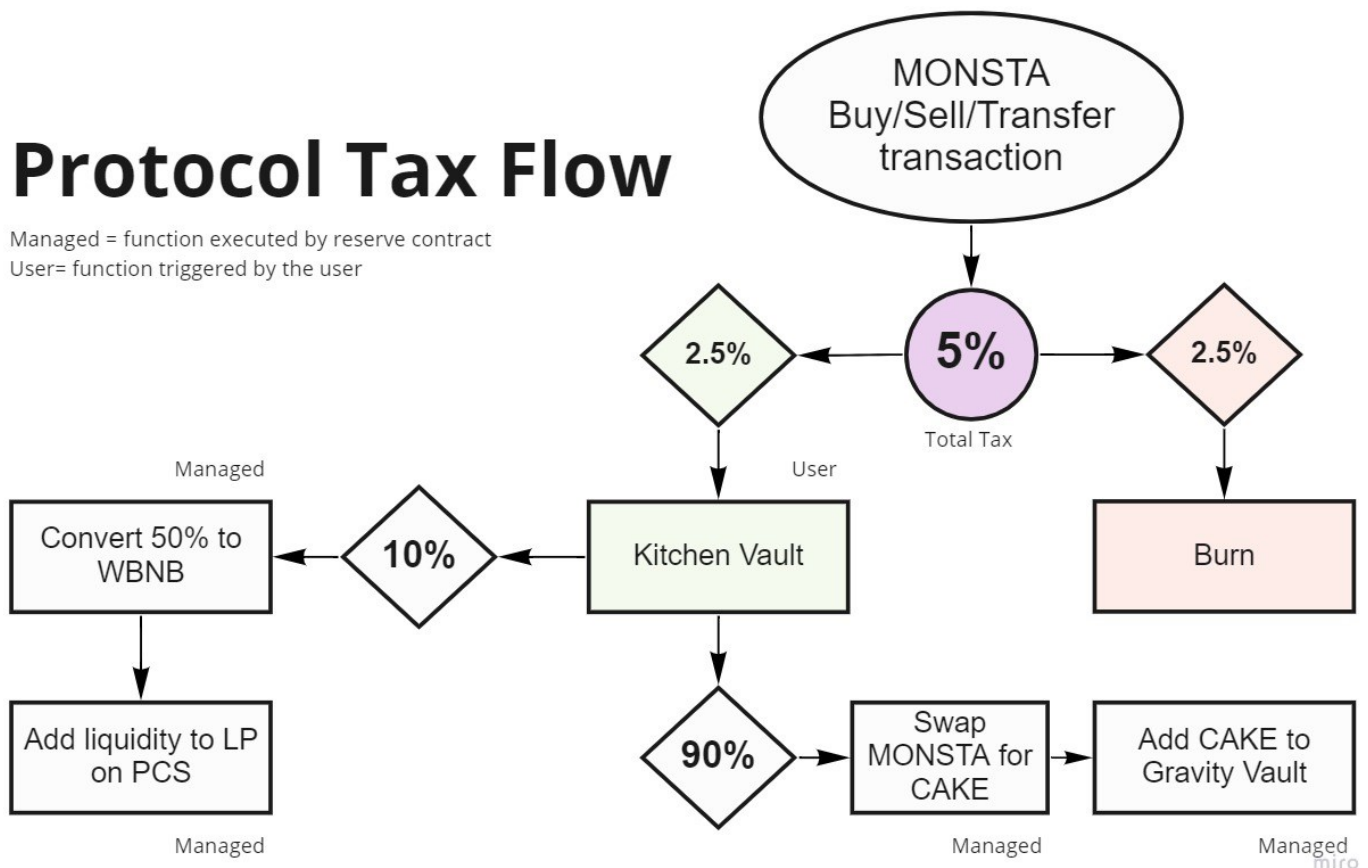 MONSTA
Buy/Sell/Transfer
transaction
Protocol Tax Flow
Managed = function executed by reserve contract
User= function triggered by the user
2.5%
5%
2.5%
Total Tax
Managed
User
Convert 50% to
WBNB
10%
Kitchen Vault
Burn
Add liquidity to LP
on PCS
90%
Swap
MONSTA for
CAKE
Add CAKE to
Gravity Vault
Managed
Managed
Managed
miro